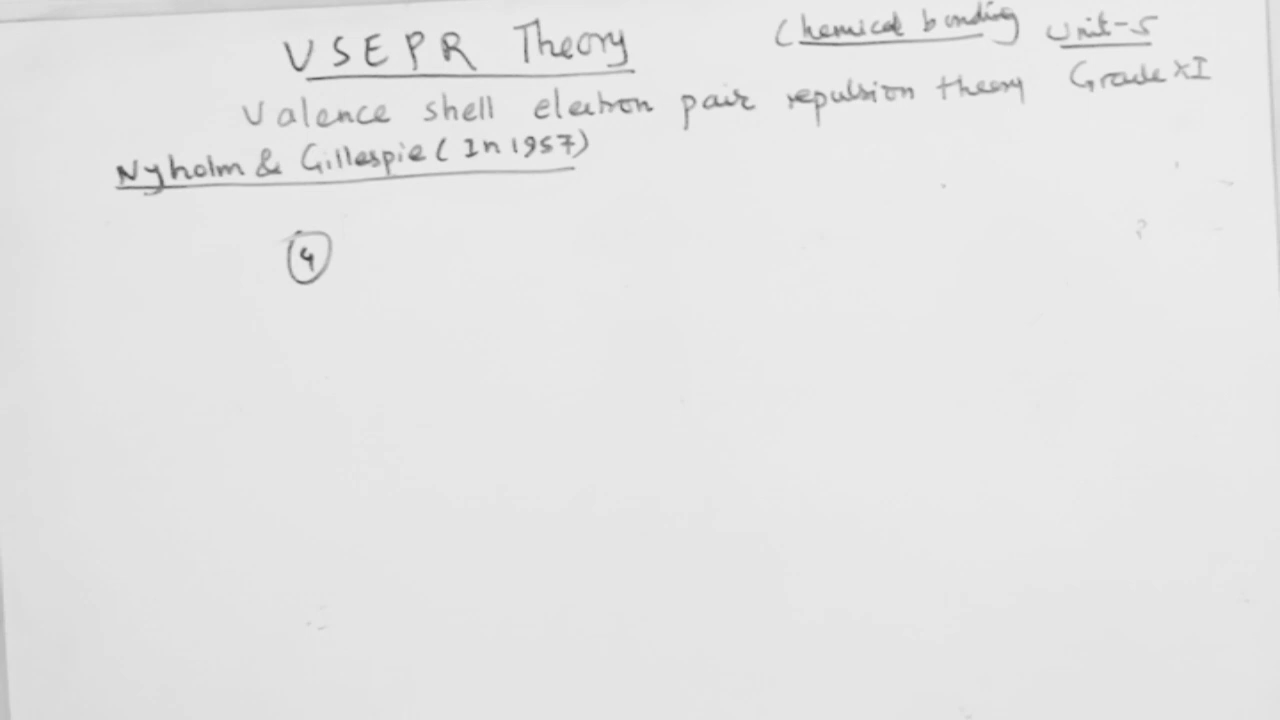 VSEPR Theory
Chemical bonding Unit-5
Valence shell electron pair repulsion theory Grade XI
Nyholm & Gillespie (In 1957)
4